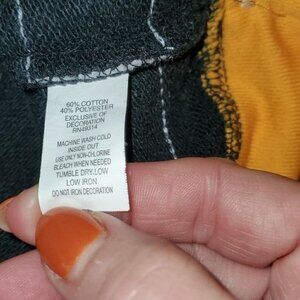 60% COTTON
40% POLYESTER
EXCLUSIVE OF
DECORATION
RN49314
MACHINE WASH COLD
INSIDE OUT
USE ONLY NON-CHLORINE
BLEACH WHEN NEEDED
TUMBLE DRY-LOW
LOW IRON
DO NOT IRON DECORATION